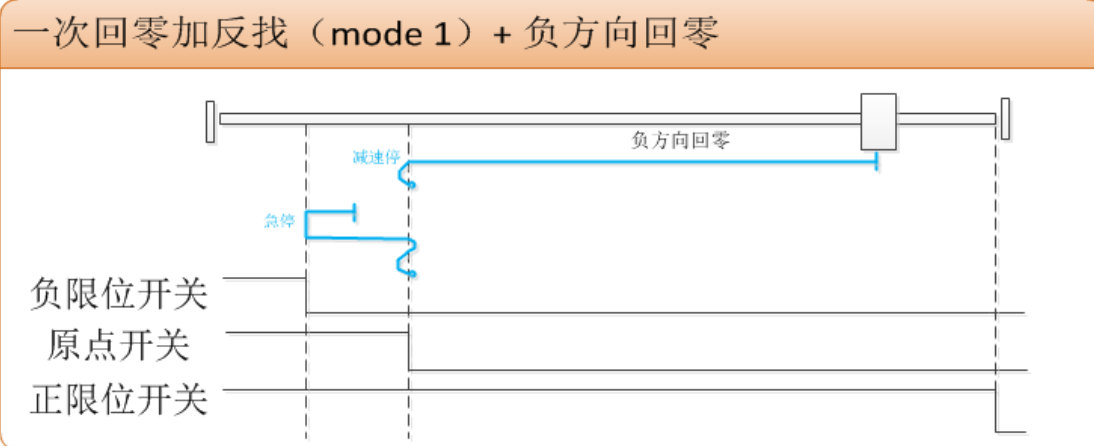 一次回零加反找（mode 1）+ 负方向回零
负方向回零
减速停
急停
负限位开关
原点开关
正限位开关